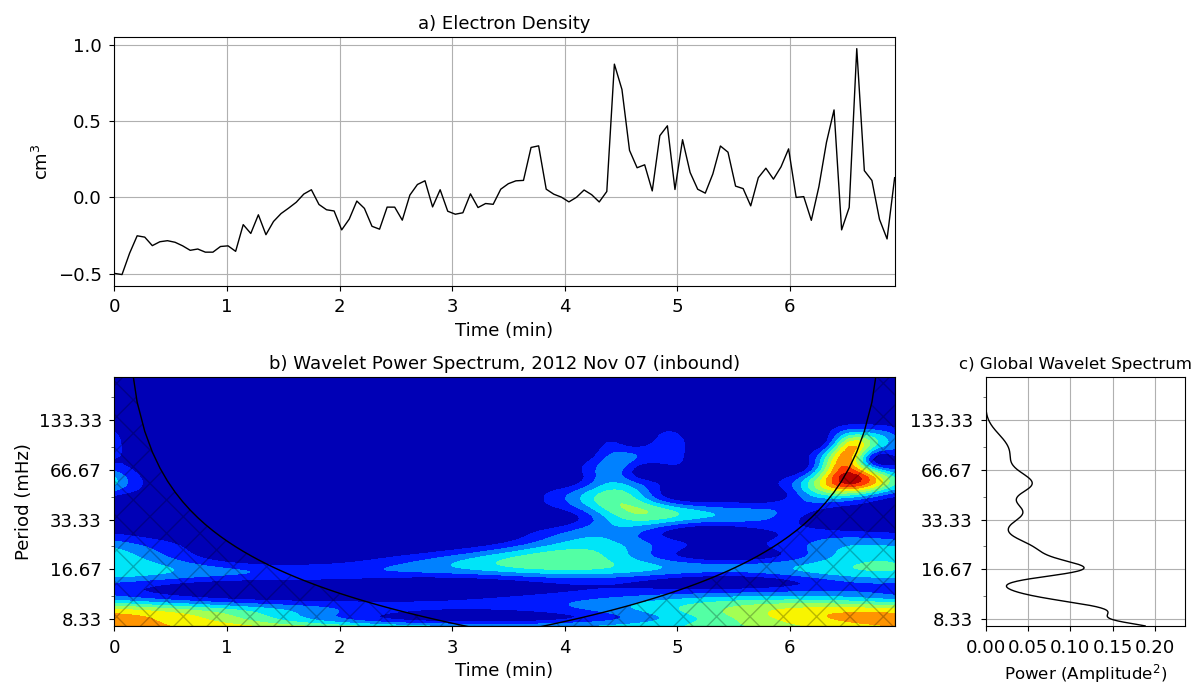 a) Electron Density
1.0
0.5
0.0
−0.5
cm³
0 1 2 3 4 5 6
Time (min)
b) Wavelet Power Spectrum, 2012 Nov 07 (inbound)
133.33
66.67
33.33
16.67
8.33
Period (mHz)
0 1 2 3 4 5 6
Time (min)
c) Global Wavelet Spectrum
133.33
66.67
33.33
16.67
8.33
0.00 0.05 0.10 0.15 0.20
Power (Amplitude²)